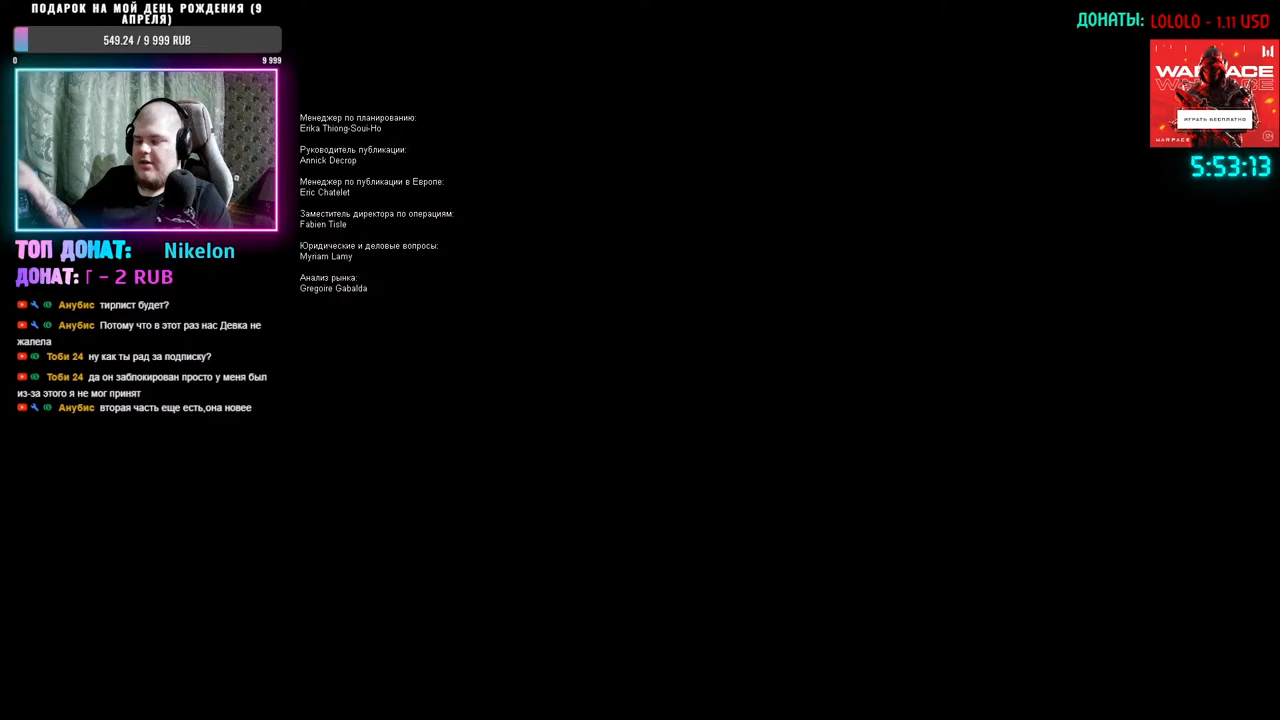 ПОДАРОК НА МОЙ ДЕНЬ РОЖДЕНИЯ (9
АПРЕЛЯ)
549.24 / 9 999 RUB
0
9 999
ДОНАТЫ: LOLOLO - 1.11 USD
WARFACE
WARFACE
ИГРАТЬ БЕСПЛАТНО
WARFACE
5:53:13
Менеджер по планированию:
Erika Thiong-Soui-Ho
Руководитель публикации:
Annick Decrop
Менеджер по публикации в Европе:
Eric Chatelet
Заместитель директора по операциям:
Fabien Tisle
Юридические и деловые вопросы:
Myriam Lamy
Анализ рынка:
Gregoire Gabalda
ТОП ДОНАТ: Nikelon
ДОНАТ: Г - 2 RUB
Анубис тирлист будет?
Анубис Потому что в этот раз нас Девка не
жалела
Тоби 24 ну как ты рад за подписку?
Тоби 24 да он заблокирован просто у меня был
из-за этого я не мог принят
Анубис вторая часть еще есть,она новее